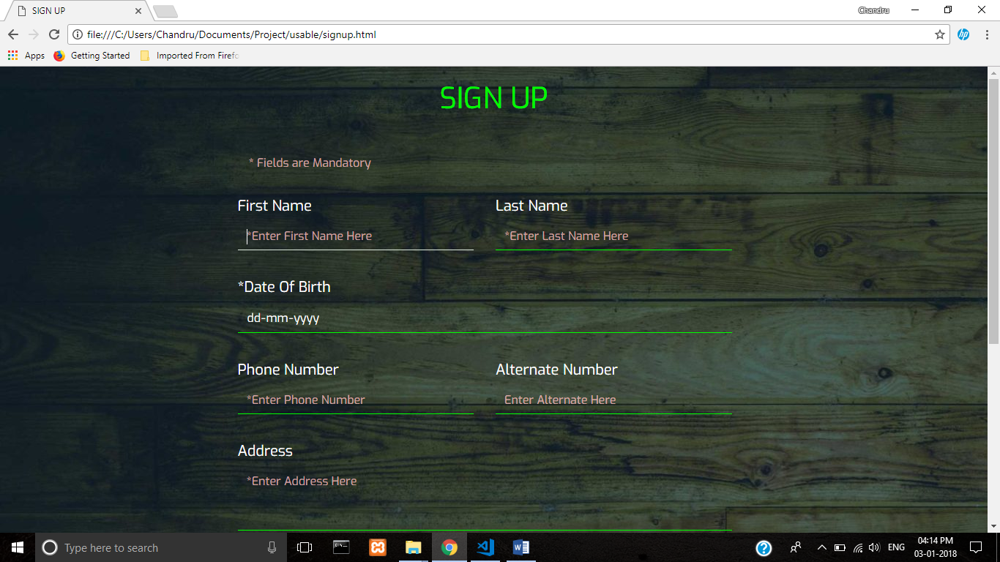 SIGN UP
Chandru
file:///C:/Users/Chandru/Documents/Project/usable/signup.html
Apps Getting Started Imported From Firefo
SIGN UP
* Fields are Mandatory
First Name Last Name
*Enter First Name Here *Enter Last Name Here
*Date Of Birth
dd-mm-yyyy
Phone Number Alternate Number
*Enter Phone Number Enter Alternate Here
Address
*Enter Address Here
Type here to search
ENG
04:14 PM
03-01-2018